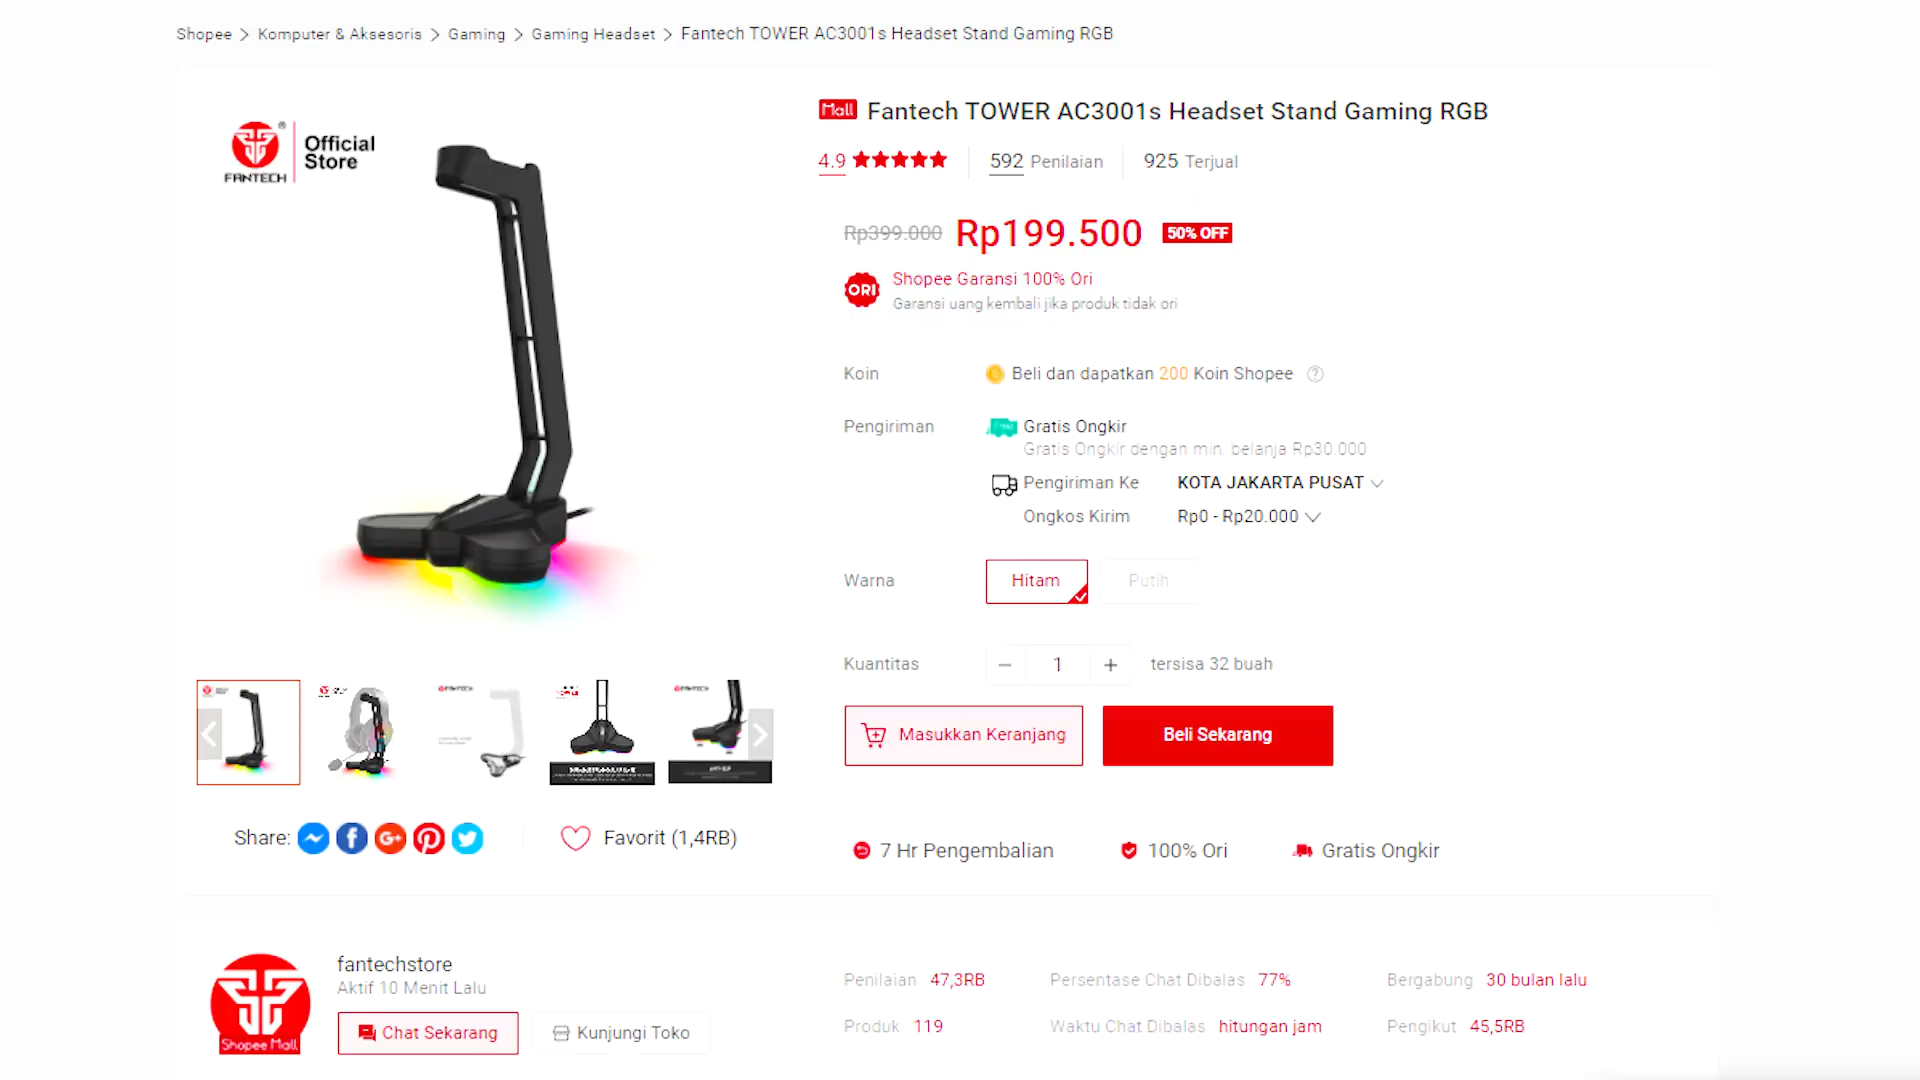 Shopee > Komputer & Aksesoris > Gaming > Gaming Headset > Fantech TOWER AC3001s Headset Stand Gaming RGB
FANTECH ®
Official
Store
Mall Fantech TOWER AC3001s Headset Stand Gaming RGB
4.9 592 Penilaian 925 Terjual
Rp399.000 Rp199.500 50% OFF
ORI Shopee Garansi 100% Ori
Garansi uang kembali jika produk tidak ori
Koin Beli dan dapatkan 200 Koin Shopee ?
Pengiriman Gratis Ongkir
Gratis Ongkir dengan min. belanja Rp30.000
Pengiriman Ke KOTA JAKARTA PUSAT
Ongkos Kirim Rp0 - Rp20.000
Warna Hitam Putih
Kuantitas − 1 + tersisa 32 buah
Masukkan Keranjang Beli Sekarang
FANTECH
FANTECH
Share: Favorit (1,4RB)
7 Hr Pengembalian 100% Ori Gratis Ongkir
Shopee Mall
fantechstore
Aktif 10 Menit Lalu
Chat Sekarang Kunjungi Toko
Penilaian 47,3RB Persentase Chat Dibalas 77% Bergabung 30 bulan lalu
Produk 119 Waktu Chat Dibalas hitungan jam Pengikut 45,5RB